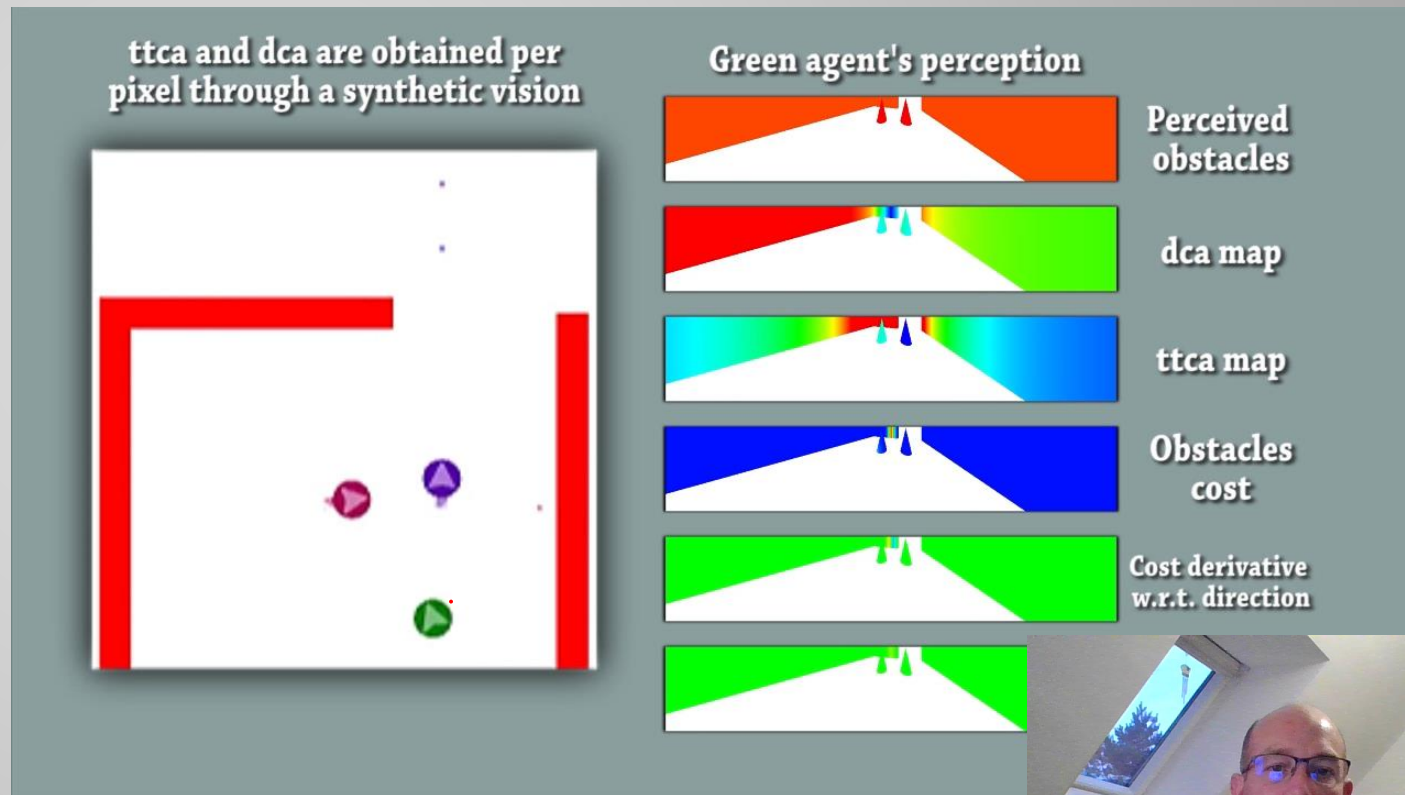 ttca and dca are obtained per
pixel through a synthetic vision
Green agent's perception
Perceived
obstacles
dca map
ttca map
Obstacles
cost
Cost derivative
w.r.t. direction